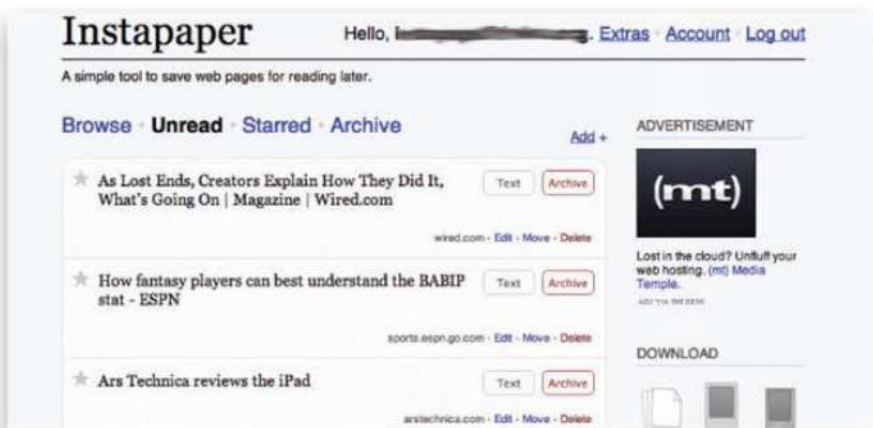 Instapaper
Hello, . Extras · Account · Log out
A simple tool to save web pages for reading later.
Browse · Unread · Starred · Archive
Add +
As Lost Ends, Creators Explain How They Did It,
What's Going On | Magazine | Wired.com
Text
Archive
wired.com · Edit · Move · Delete
How fantasy players can best understand the BABIP
stat - ESPN
Text
Archive
sports.espn.go.com · Edit · Move · Delete
Ars Technica reviews the iPad
Text
Archive
arstechnica.com · Edit · Move · Delete
ADVERTISEMENT
(mt)
Lost in the cloud? Unfluff your
web hosting. (mt) Media
Temple.
ADS VIA THE DECK
DOWNLOAD